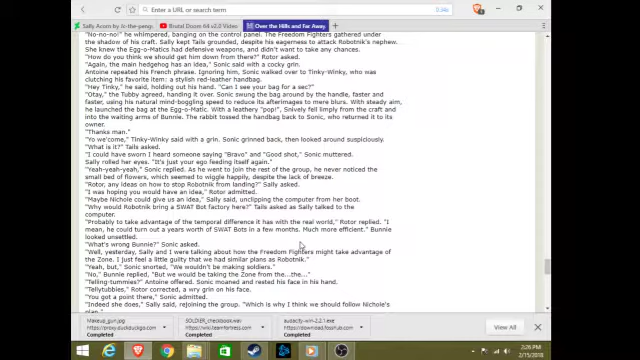 Sally Acorn by Jr-the-pengu
Brutal Doom 64 v2.0 Video
Over the Hills and Far Away
"No-no-no!" he whimpered, banging on the control panel. The Freedom Fighters gathered under
the shadow of his craft. Sally kept Tails grounded, despite his eagerness to attack Robotnik's nephew.
She knew the Egg-o-Matics had defensive weapons, and didn't want to take any chances.
"How do you think we should get him down from there?" Rotor asked.
"Again, the main hedgehog has an idea," Sonic said with a cocky grin.
Antoine repeated his French phrase. Ignoring him, Sonic walked over to Tinky-Winky, who was
clutching his favorite item: a stylish red-leather handbag.
"Hey Tinky," he said, holding out his hand. "Can I see your bag for a sec?"
"Otay," the Tubby agreed, handing it over. Sonic swung the bag around by the handle, faster and
faster, using his natural mind-boggling speed to reduce its afterimages to mere blurs. With steady aim,
he launched the bag at the Egg-o-Matic. With a leathery "pop!", Snively fell limply from the craft and
into the waiting arms of Bunnie. The rabbot tossed the handbag back to Sonic, who returned it to its
owner.
"Thanks man."
"Yo we'come," Tinky-Winky said with a grin. Sonic grinned back, then looked around suspiciously.
"What is it?" Tails asked.
"I could have sworn I heard someone saying "Bravo" and "Good shot," Sonic muttered.
Sally rolled her eyes. "It's just your ego feeding itself again."
"Yeah-yeah-yeah," Sonic replied. As he went to join the rest of the group, he never noticed the
small bed of flowers, which seemed to wiggle happily, despite the lack of breeze.
"Rotor, any ideas on how to stop Robotnik from landing?" Sally asked.
"I was hoping you would have an idea," Rotor admitted.
"Maybe Nichole could give us an idea," Sally said, unclipping the computer from her boot.
"Why would Robotnik bring a SWAT Bot factory here?" Tails asked as Sally talked to the
computer.
"Probably to take advantage of the temporal difference it has with the real world," Rotor replied. "I
mean, he could turn out a years worth of SWAT Bots in a few months. Much more efficient." Bunnie
looked unsettled.
"What's wrong Bunnie?" Sonic asked.
"Well, yesterday, Sally and I were talking about how the Freedom Fighters might take advantage of
the Zone. I just feel a little guilty that we had similar plans as Robotnik."
"Yeah, but," Sonic snorted, "We wouldn't be making soldiers."
"No," Bunnie replied, "But we would be taking the Zone from the...the..."
"Telling-tummies?" Antoine offered. Sonic moaned and rested his face in his hand.
"Tellytubbies," Rotor corrected, a wry grin on his face.
"You got a point there," Sonic admitted.
"Indeed she does," Sally said, rejoining the group. "Which is why I think we should follow Nichole's
plan."
Makeup_gun.jpg
https://proxy.duckduckgo.com
Completed
SOLDIER_checkbook.wav
https://wiki.teamfortress.com
Completed
audacity-win-2.2.1.exe
https://download.fosshub.com
Completed
View All
3:26 PM
2/15/2018